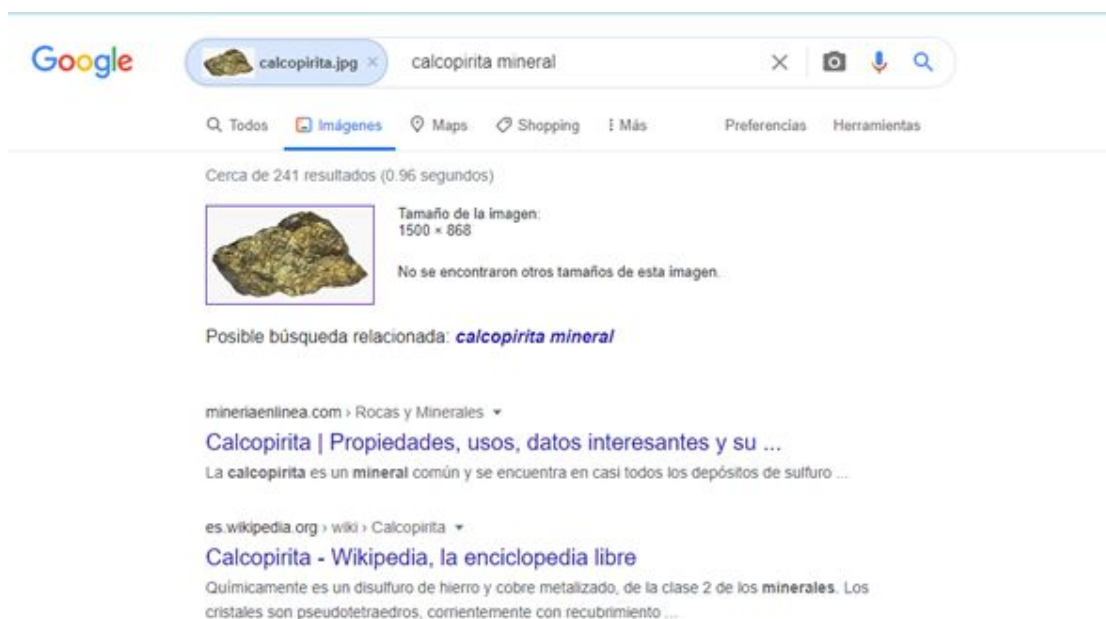 Google
calcopirita.jpg × calcopirita mineral
Todos Imágenes Maps Shopping Más Preferencias Herramientas
Cerca de 241 resultados (0.96 segundos)
Tamaño de la imagen:
1500 × 868
No se encontraron otros tamaños de esta imagen.
Posible búsqueda relacionada: calcopirita mineral
mineriaenlinea.com › Rocas y Minerales
Calcopirita | Propiedades, usos, datos interesantes y su ...
La calcopirita es un mineral común y se encuentra en casi todos los depósitos de sulfuro ...
es.wikipedia.org › wiki › Calcopirita
Calcopirita - Wikipedia, la enciclopedia libre
Químicamente es un disulfuro de hierro y cobre metalizado, de la clase 2 de los minerales. Los
cristales son pseudotetraedros, corrientemente con recubrimiento ...